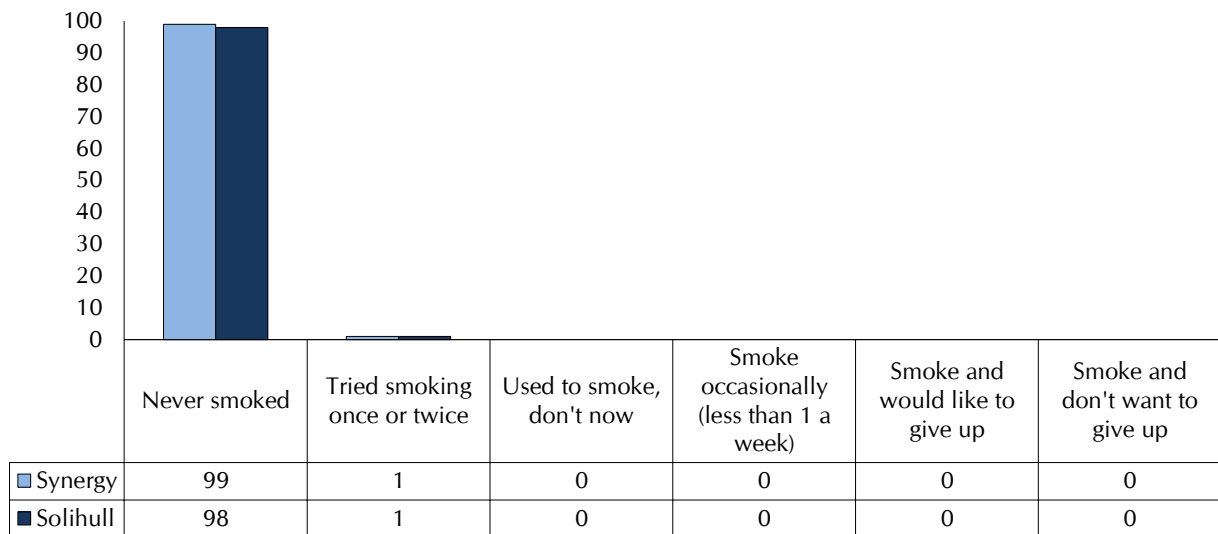 100
90
80
70
60
50
40
30
20
10
0
Never smoked
Tried smoking
once or twice
Used to smoke,
don't now
Smoke
occasionally
(less than 1 a
week)
Smoke and
would like to
give up
Smoke and
don't want to
give up
Synergy 99 1 0 0 0 0
Solihull 98 1 0 0 0 0